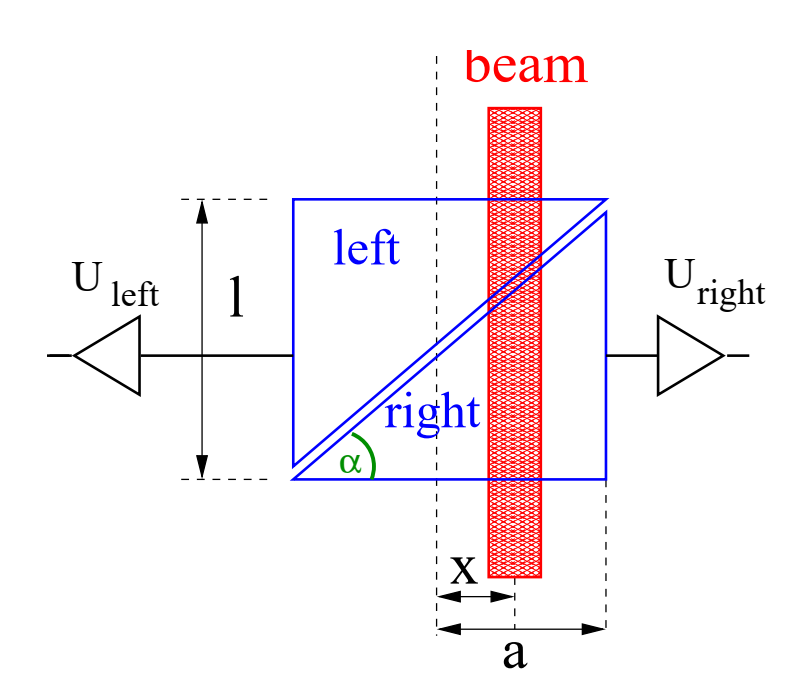 beam
left
U left
l
U right
right
α
x
a